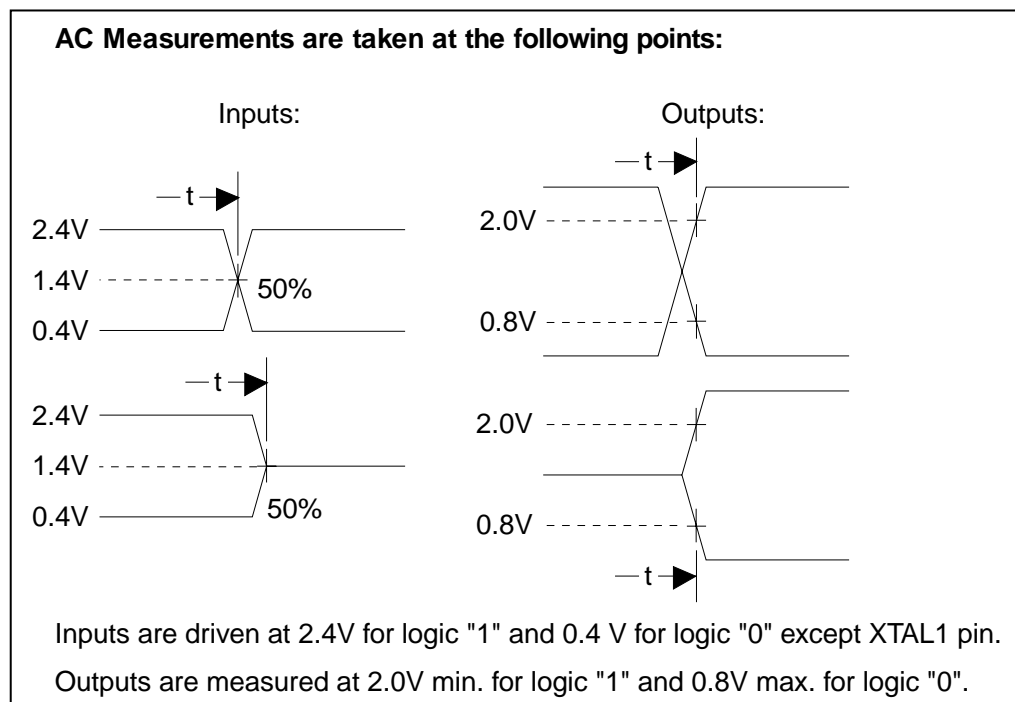 AC Measurements are taken at the following points:
Inputs:
Outputs:
t
2.4V
1.4V
50%
0.4V
t
2.4V
1.4V
50%
0.4V
t
2.0V
0.8V
2.0V
0.8V
t
Inputs are driven at 2.4V for logic "1" and 0.4 V for logic "0" except XTAL1 pin.
Outputs are measured at 2.0V min. for logic "1" and 0.8V max. for logic "0".